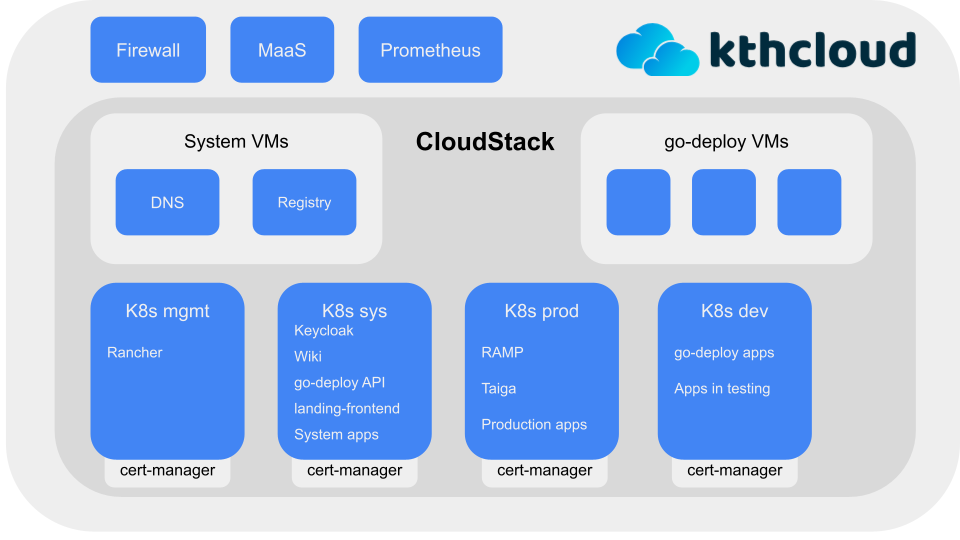 Firewall
MaaS
Prometheus
kthcloud
System VMs
CloudStack
go-deploy VMs
DNS
Registry
K8s mgmt
Rancher
cert-manager
K8s sys
Keycloak
Wiki
go-deploy API
landing-frontend
System apps
cert-manager
K8s prod
RAMP
Taiga
Production apps
cert-manager
K8s dev
go-deploy apps
Apps in testing
cert-manager